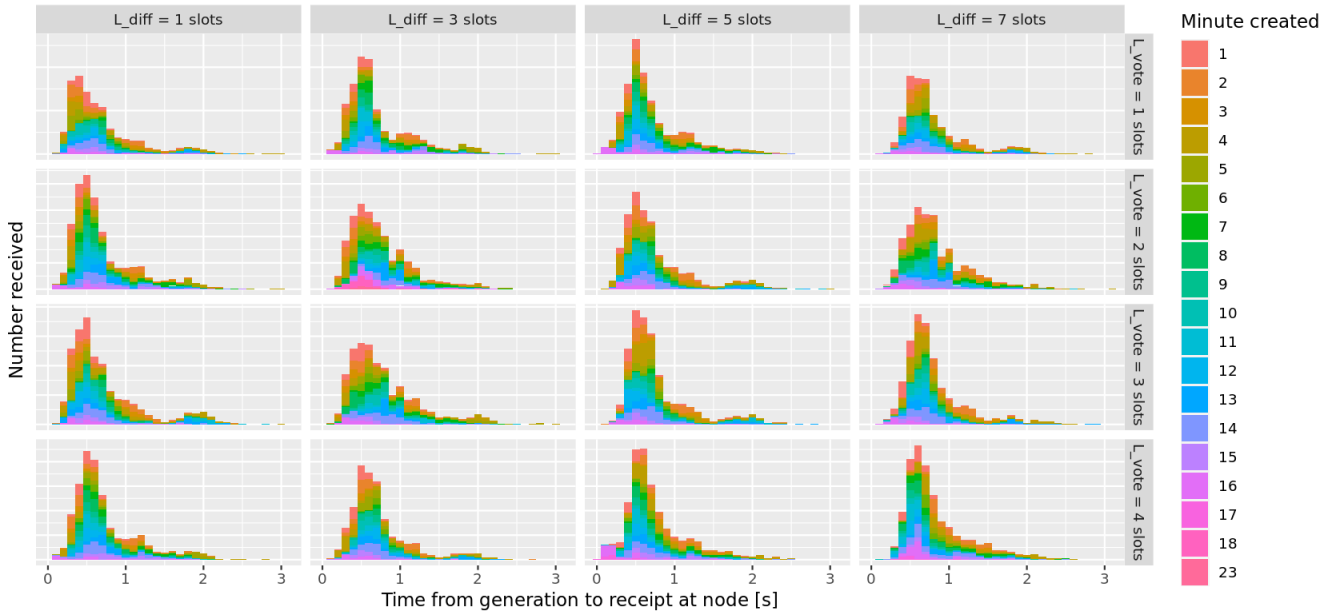 L_diff = 1 slots
L_diff = 3 slots
L_diff = 5 slots
L_diff = 7 slots
L_vote = 1 slots
L_vote = 2 slots
L_vote = 3 slots
L_vote = 4 slots
Number received
0 1 2 3
0 1 2 3
0 1 2 3
0 1 2 3
Time from generation to receipt at node [s]
Minute created
1
2
3
4
5
6
7
8
9
10
11
12
13
14
15
16
17
18
23